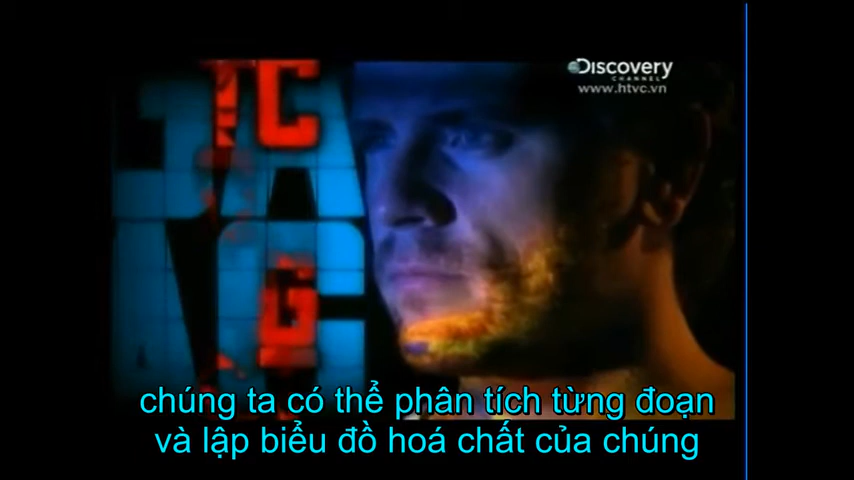 Discovery
CHANNEL
www.htvc.vn
TC
G
chúng ta có thể phân tích từng đoạn
và lập biểu đồ hoá chất của chúng